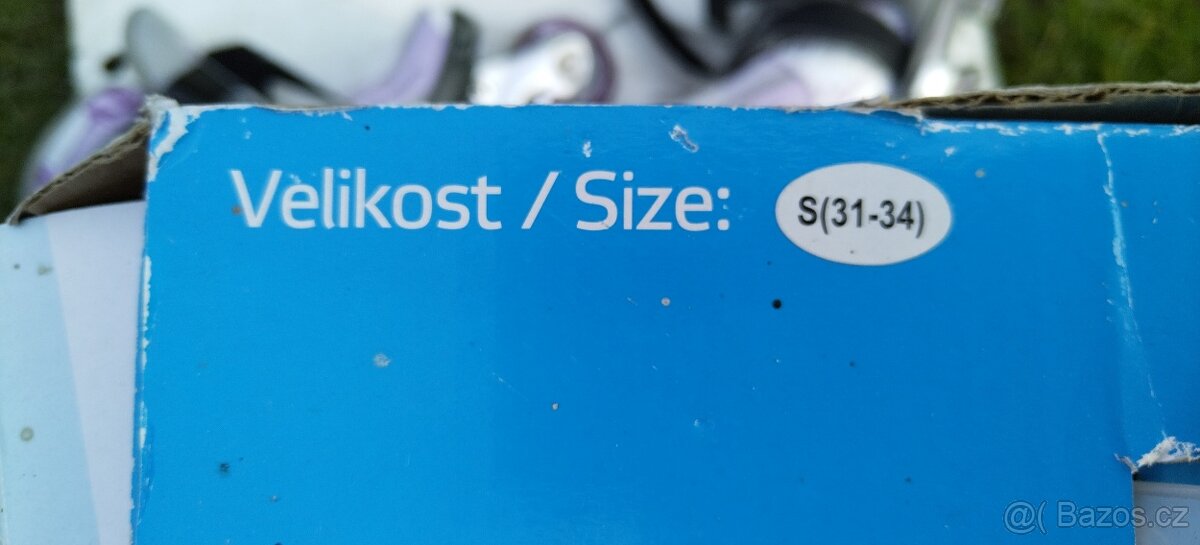 Velikost / Size: S(31-34)
@( Bazos.cz